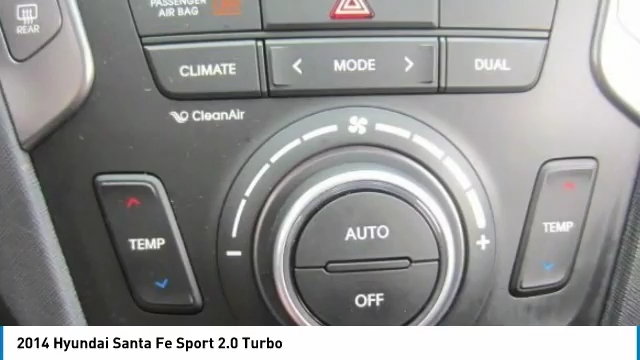 PASSENGER
AIR BAG
REAR
CLIMATE
< MODE >
DUAL
CleanAir
TEMP
AUTO
TEMP
- +
OFF
2014 Hyundai Santa Fe Sport 2.0 Turbo